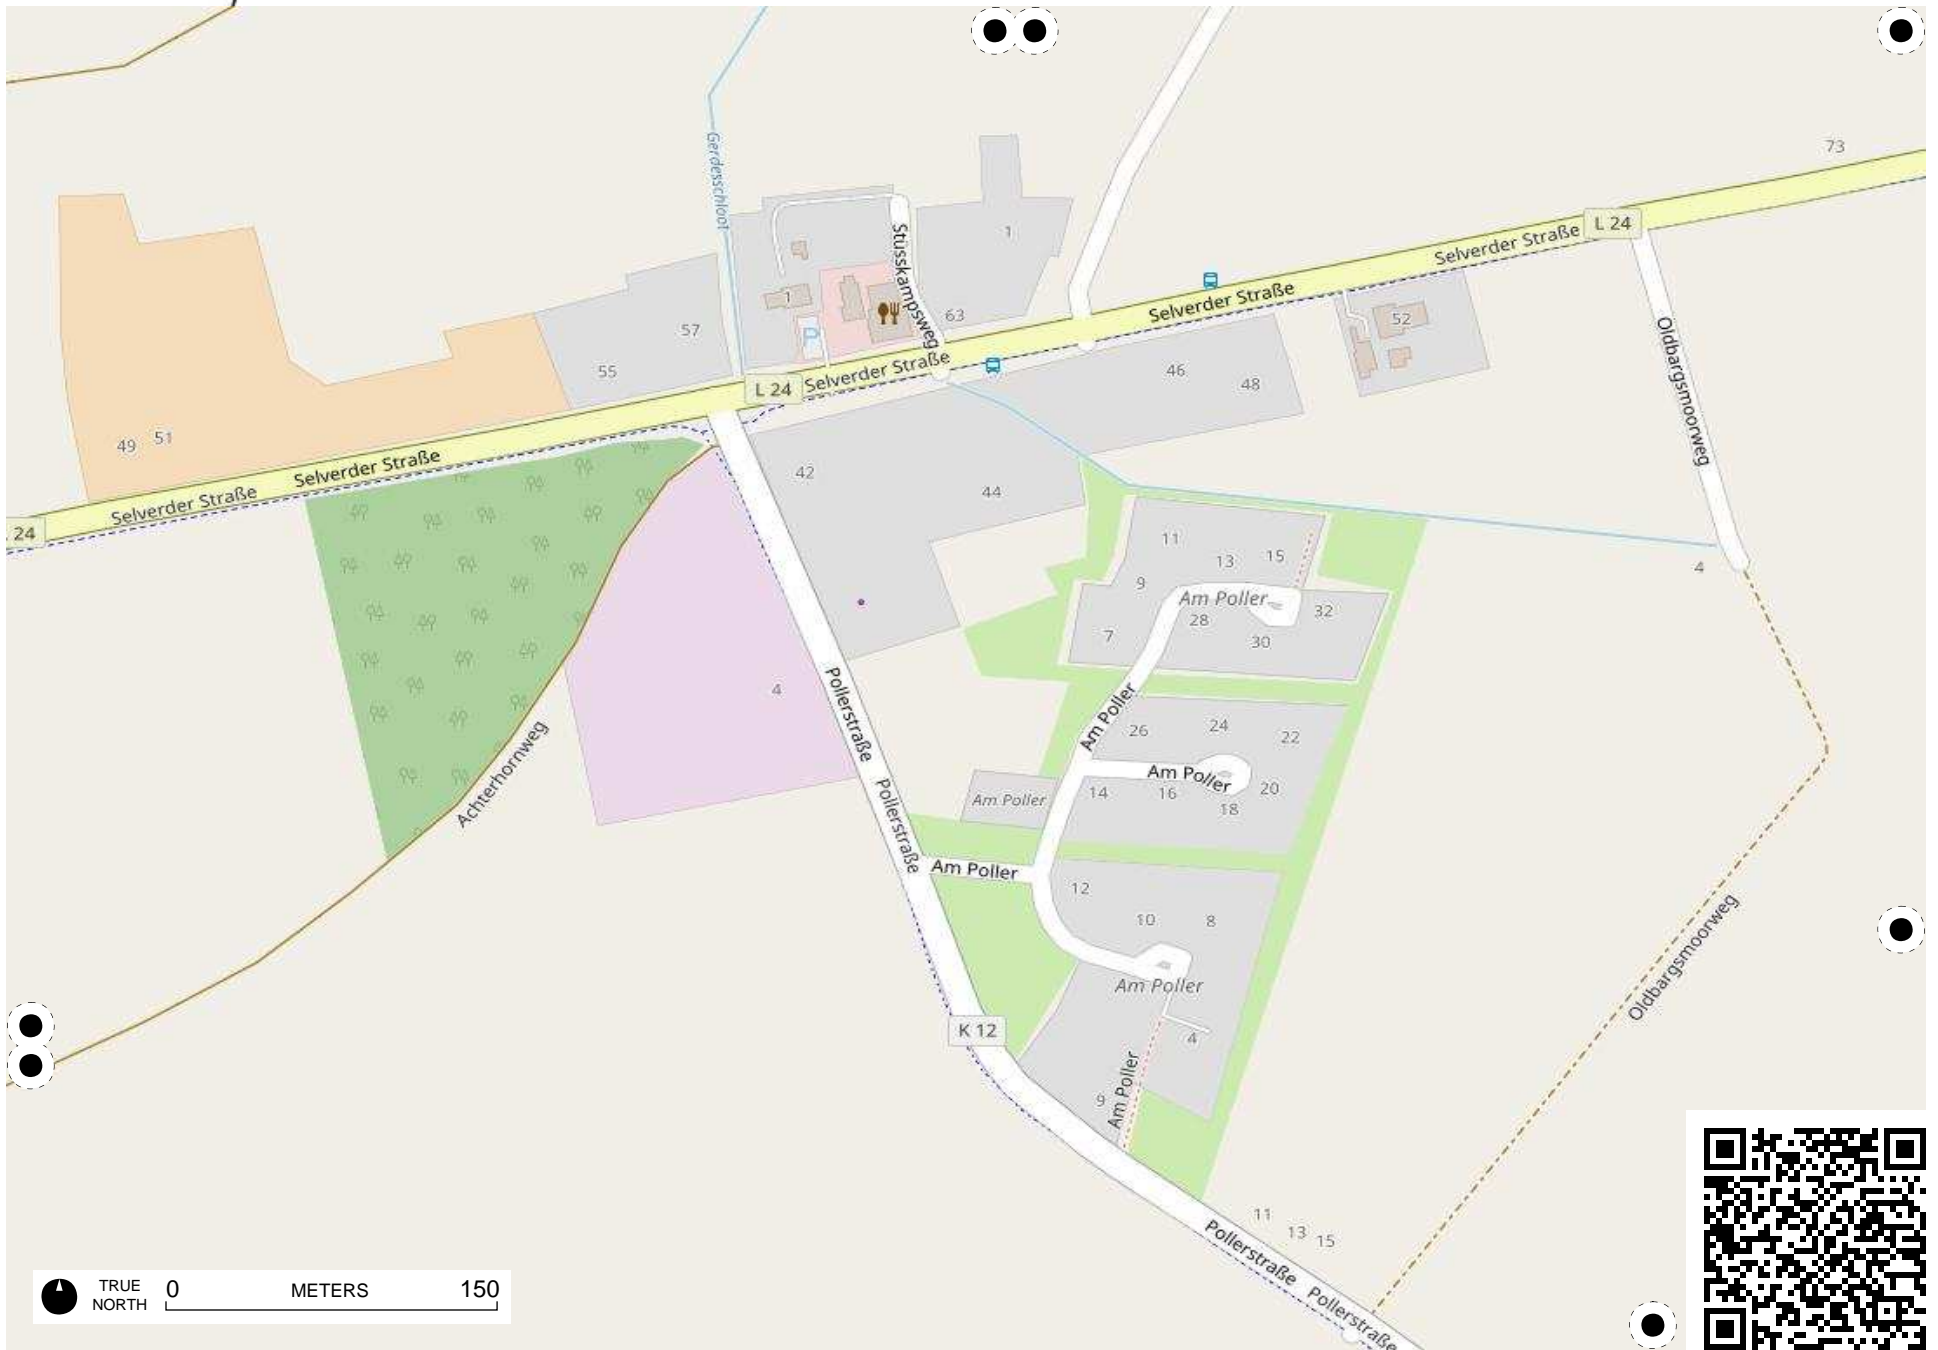 73
L 24
Gerdesschloot
Stüsskampsweg
1
Selverder Straße
Selverder Straße
1
63
57
P
52
Oldbargsmoorweg
55
L 24
Selverder Straße
46
48
49
51
Selverder Straße
Selverder Straße
24
42
44
11
13
15
4
9
Am Poller
28
32
7
30
4
Pollerstraße
Am Poller
26
24
22
Achterhornweg
Am Poller
14
16
20
18
Am Poller
Pollerstraße
Am Poller
12
10
8
Oldbargsmoorweg
Am Poller
K 12
4
Am Poller
9
11
13
15
Pollerstraße
Pollerstraße
TRUE
NORTH
0
METERS
150